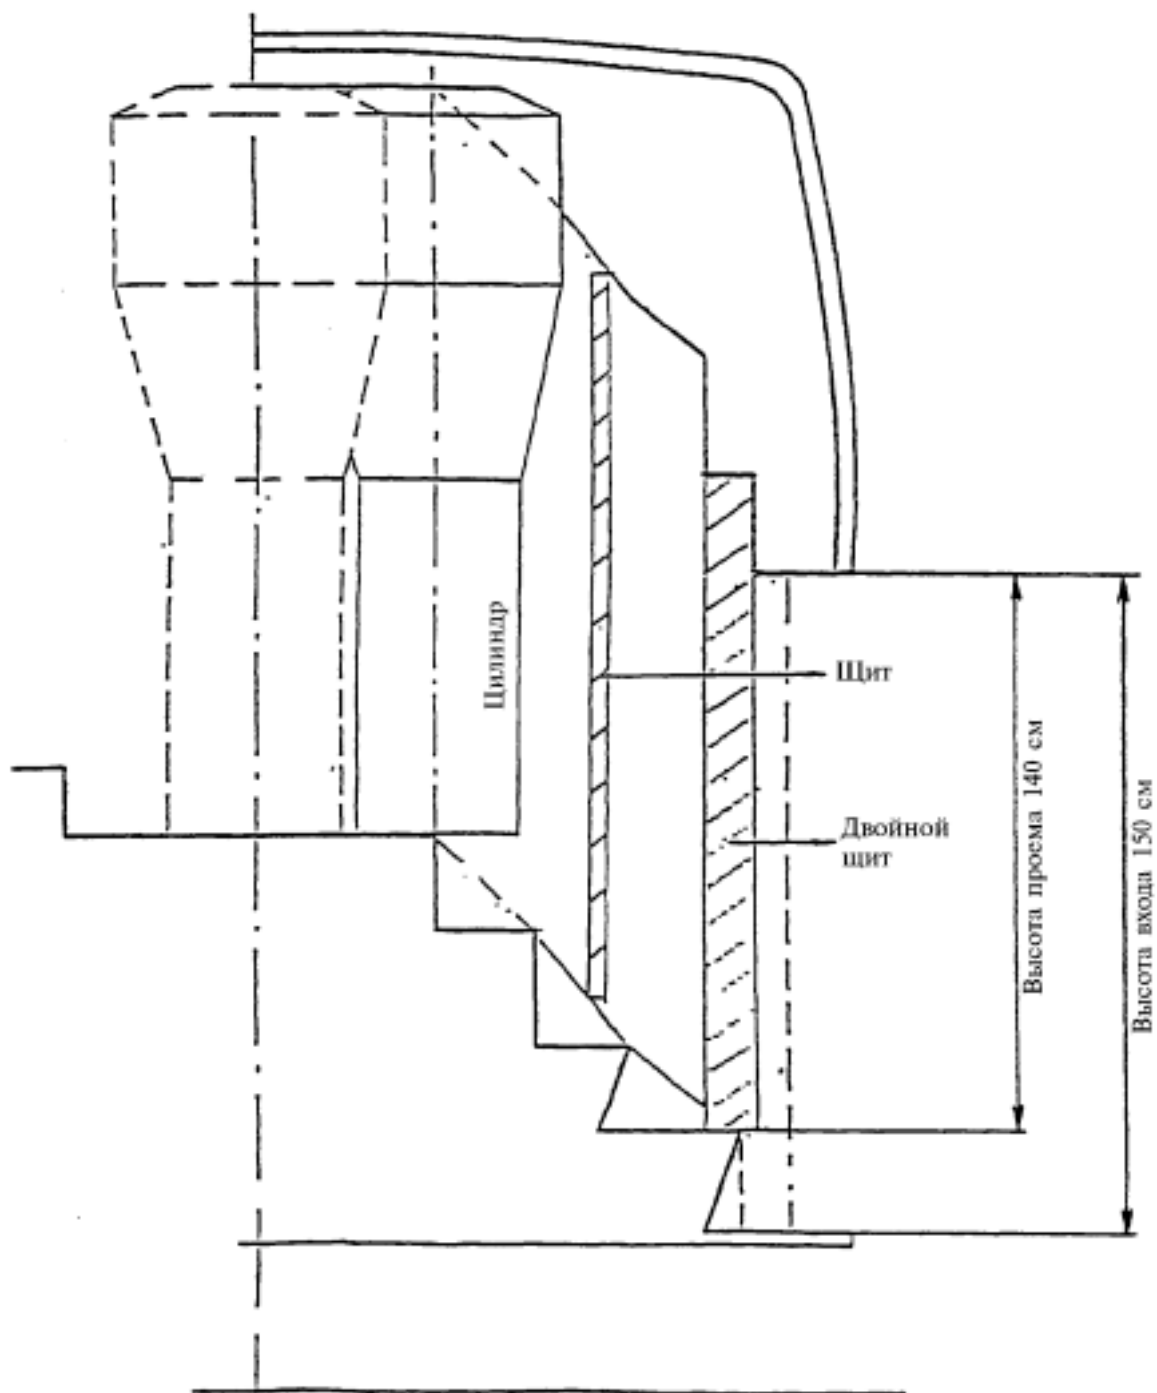 Цилиндр
Щит
Двойной
щит
Высота проема 140 см
Высота входа 150 см